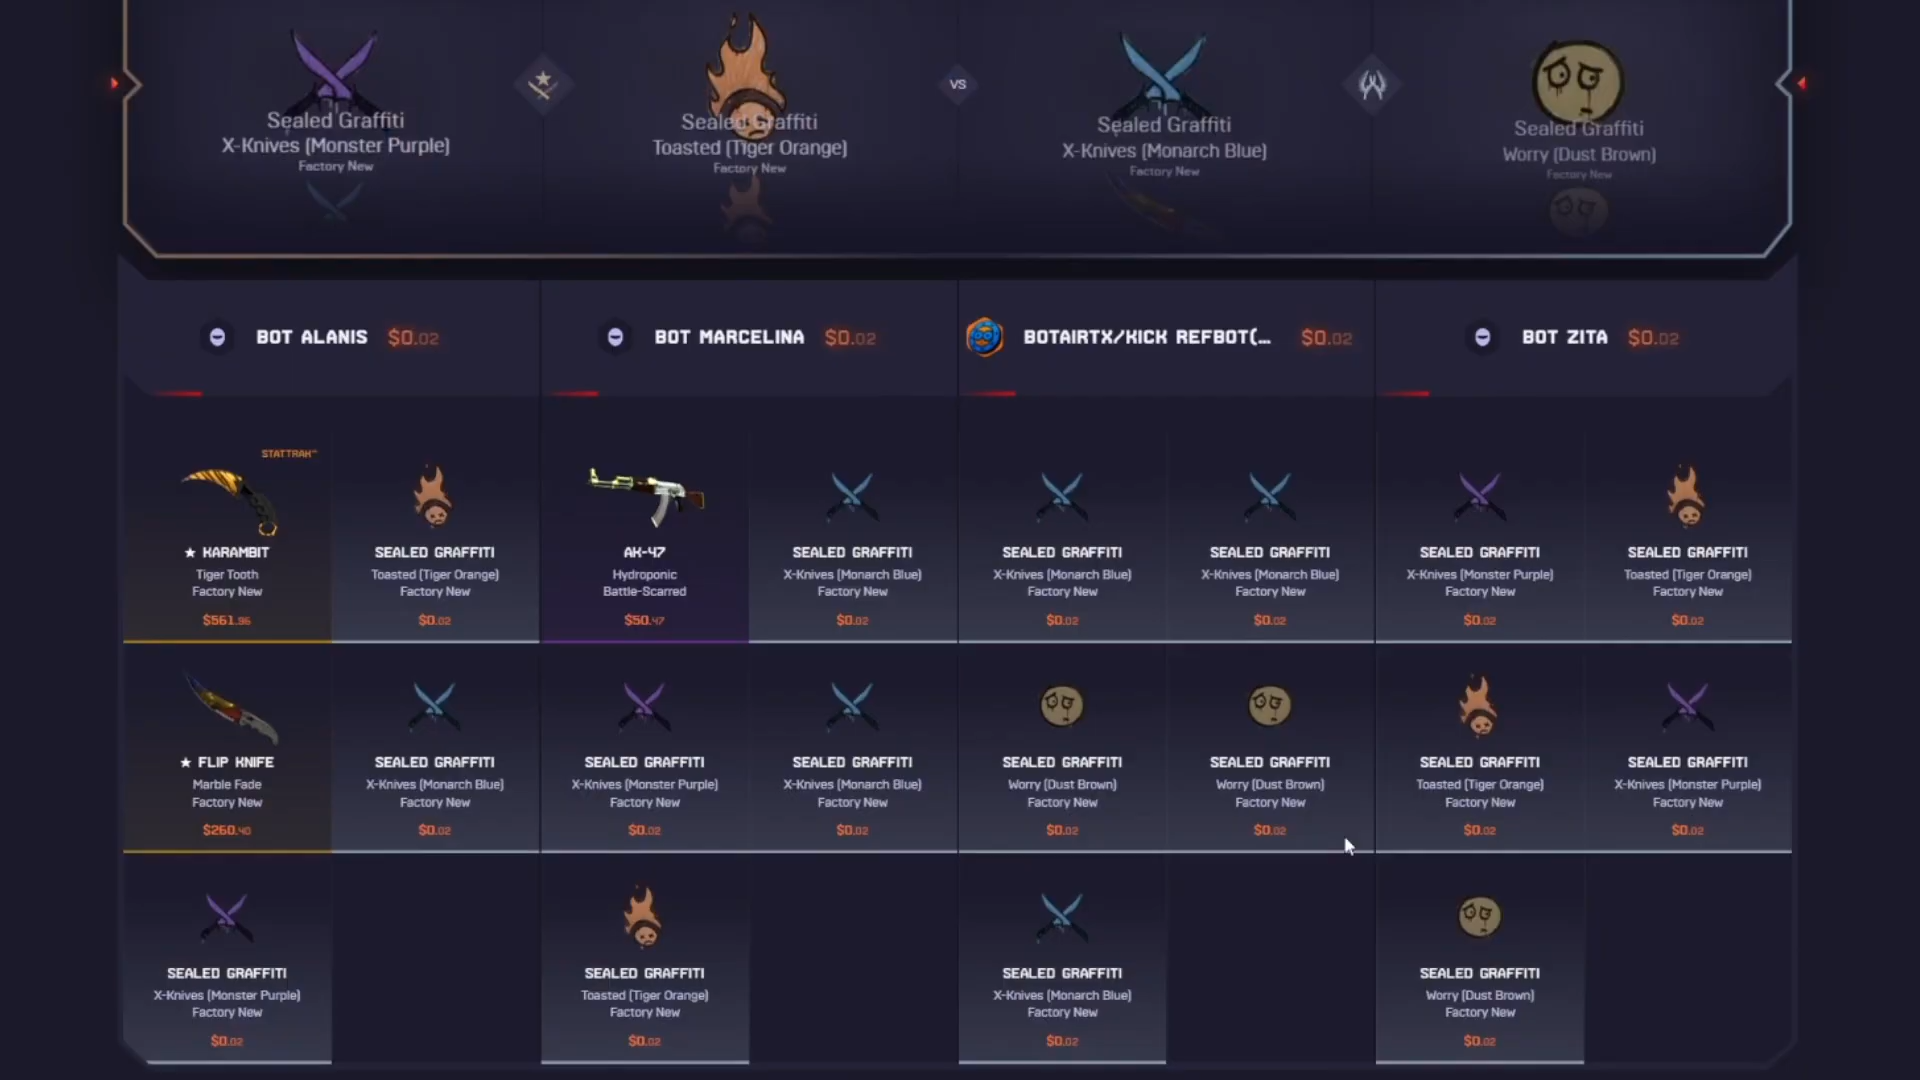 Sealed Graffiti
X-Knives (Monster Purple)
Factory New
Sealed Graffiti
Toasted (Tiger Orange)
Factory New
VS
Sealed Graffiti
X-Knives (Monarch Blue)
Factory New
Sealed Graffiti
Worry (Dust Brown)
Factory New
BOT ALANIS $0.02
BOT MARCELINA $0.02
BOTAIRTX/KICK REFBOT(... $0.02
BOT ZITA $0.02
STATTRAK™
★ KARAMBIT
Tiger Tooth
Factory New
$561.96
SEALED GRAFFITI
Toasted (Tiger Orange)
Factory New
$0.02
AK-47
Hydroponic
Battle-Scarred
$50.47
SEALED GRAFFITI
X-Knives (Monarch Blue)
Factory New
$0.02
SEALED GRAFFITI
X-Knives (Monarch Blue)
Factory New
$0.02
SEALED GRAFFITI
X-Knives (Monarch Blue)
Factory New
$0.02
SEALED GRAFFITI
X-Knives (Monster Purple)
Factory New
$0.02
SEALED GRAFFITI
Toasted (Tiger Orange)
Factory New
$0.02
★ FLIP KNIFE
Marble Fade
Factory New
$260.40
SEALED GRAFFITI
X-Knives (Monarch Blue)
Factory New
$0.02
SEALED GRAFFITI
X-Knives (Monster Purple)
Factory New
$0.02
SEALED GRAFFITI
X-Knives (Monarch Blue)
Factory New
$0.02
SEALED GRAFFITI
Worry (Dust Brown)
Factory New
$0.02
SEALED GRAFFITI
Worry (Dust Brown)
Factory New
$0.02
SEALED GRAFFITI
Toasted (Tiger Orange)
Factory New
$0.02
SEALED GRAFFITI
X-Knives (Monster Purple)
Factory New
$0.02
SEALED GRAFFITI
X-Knives (Monster Purple)
Factory New
$0.02
SEALED GRAFFITI
Toasted (Tiger Orange)
Factory New
$0.02
SEALED GRAFFITI
X-Knives (Monarch Blue)
Factory New
$0.02
SEALED GRAFFITI
Worry (Dust Brown)
Factory New
$0.02